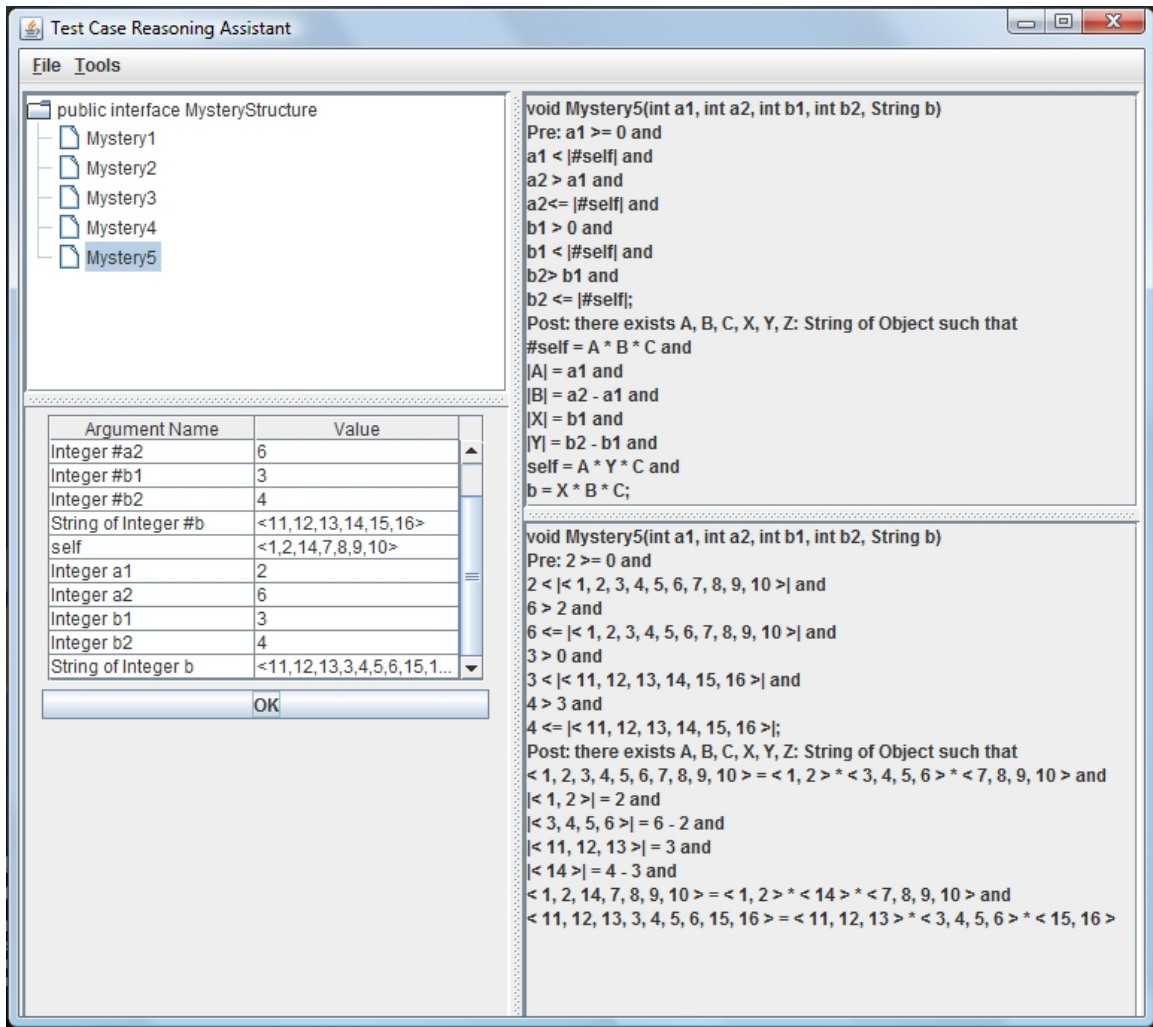 Test Case Reasoning Assistant
File Tools
public interface MysteryStructure
Mystery1
Mystery2
Mystery3
Mystery4
Mystery5
Argument Name Value
Integer #a2 6
Integer #b1 3
Integer #b2 4
String of Integer #b <11,12,13,14,15,16>
self <1,2,14,7,8,9,10>
Integer a1 2
Integer a2 6
Integer b1 3
Integer b2 4
String of Integer b <11,12,13,3,4,5,6,15,1...
OK
void Mystery5(int a1, int a2, int b1, int b2, String b)
Pre: a1 >= 0 and
a1 < |#self| and
a2 > a1 and
a2<= |#self| and
b1 > 0 and
b1 < |#self| and
b2> b1 and
b2 <= |#self|;
Post: there exists A, B, C, X, Y, Z: String of Object such that
#self = A * B * C and
|A| = a1 and
|B| = a2 - a1 and
|X| = b1 and
|Y| = b2 - b1 and
self = A * Y * C and
b = X * B * C;
void Mystery5(int a1, int a2, int b1, int b2, String b)
Pre: 2 >= 0 and
2 < |< 1, 2, 3, 4, 5, 6, 7, 8, 9, 10 >| and
6 > 2 and
6 <= |< 1, 2, 3, 4, 5, 6, 7, 8, 9, 10 >| and
3 > 0 and
3 < |< 11, 12, 13, 14, 15, 16 >| and
4 > 3 and
4 <= |< 11, 12, 13, 14, 15, 16 >|;
Post: there exists A, B, C, X, Y, Z: String of Object such that
< 1, 2, 3, 4, 5, 6, 7, 8, 9, 10 > = < 1, 2 > * < 3, 4, 5, 6 > * < 7, 8, 9, 10 > and
|< 1, 2 >| = 2 and
|< 3, 4, 5, 6 >| = 6 - 2 and
|< 11, 12, 13 >| = 3 and
|< 14 >| = 4 - 3 and
< 1, 2, 14, 7, 8, 9, 10 > = < 1, 2 > * < 14 > * < 7, 8, 9, 10 > and
< 11, 12, 13, 3, 4, 5, 6, 15, 16 > = < 11, 12, 13 > * < 3, 4, 5, 6 > * < 15, 16 >